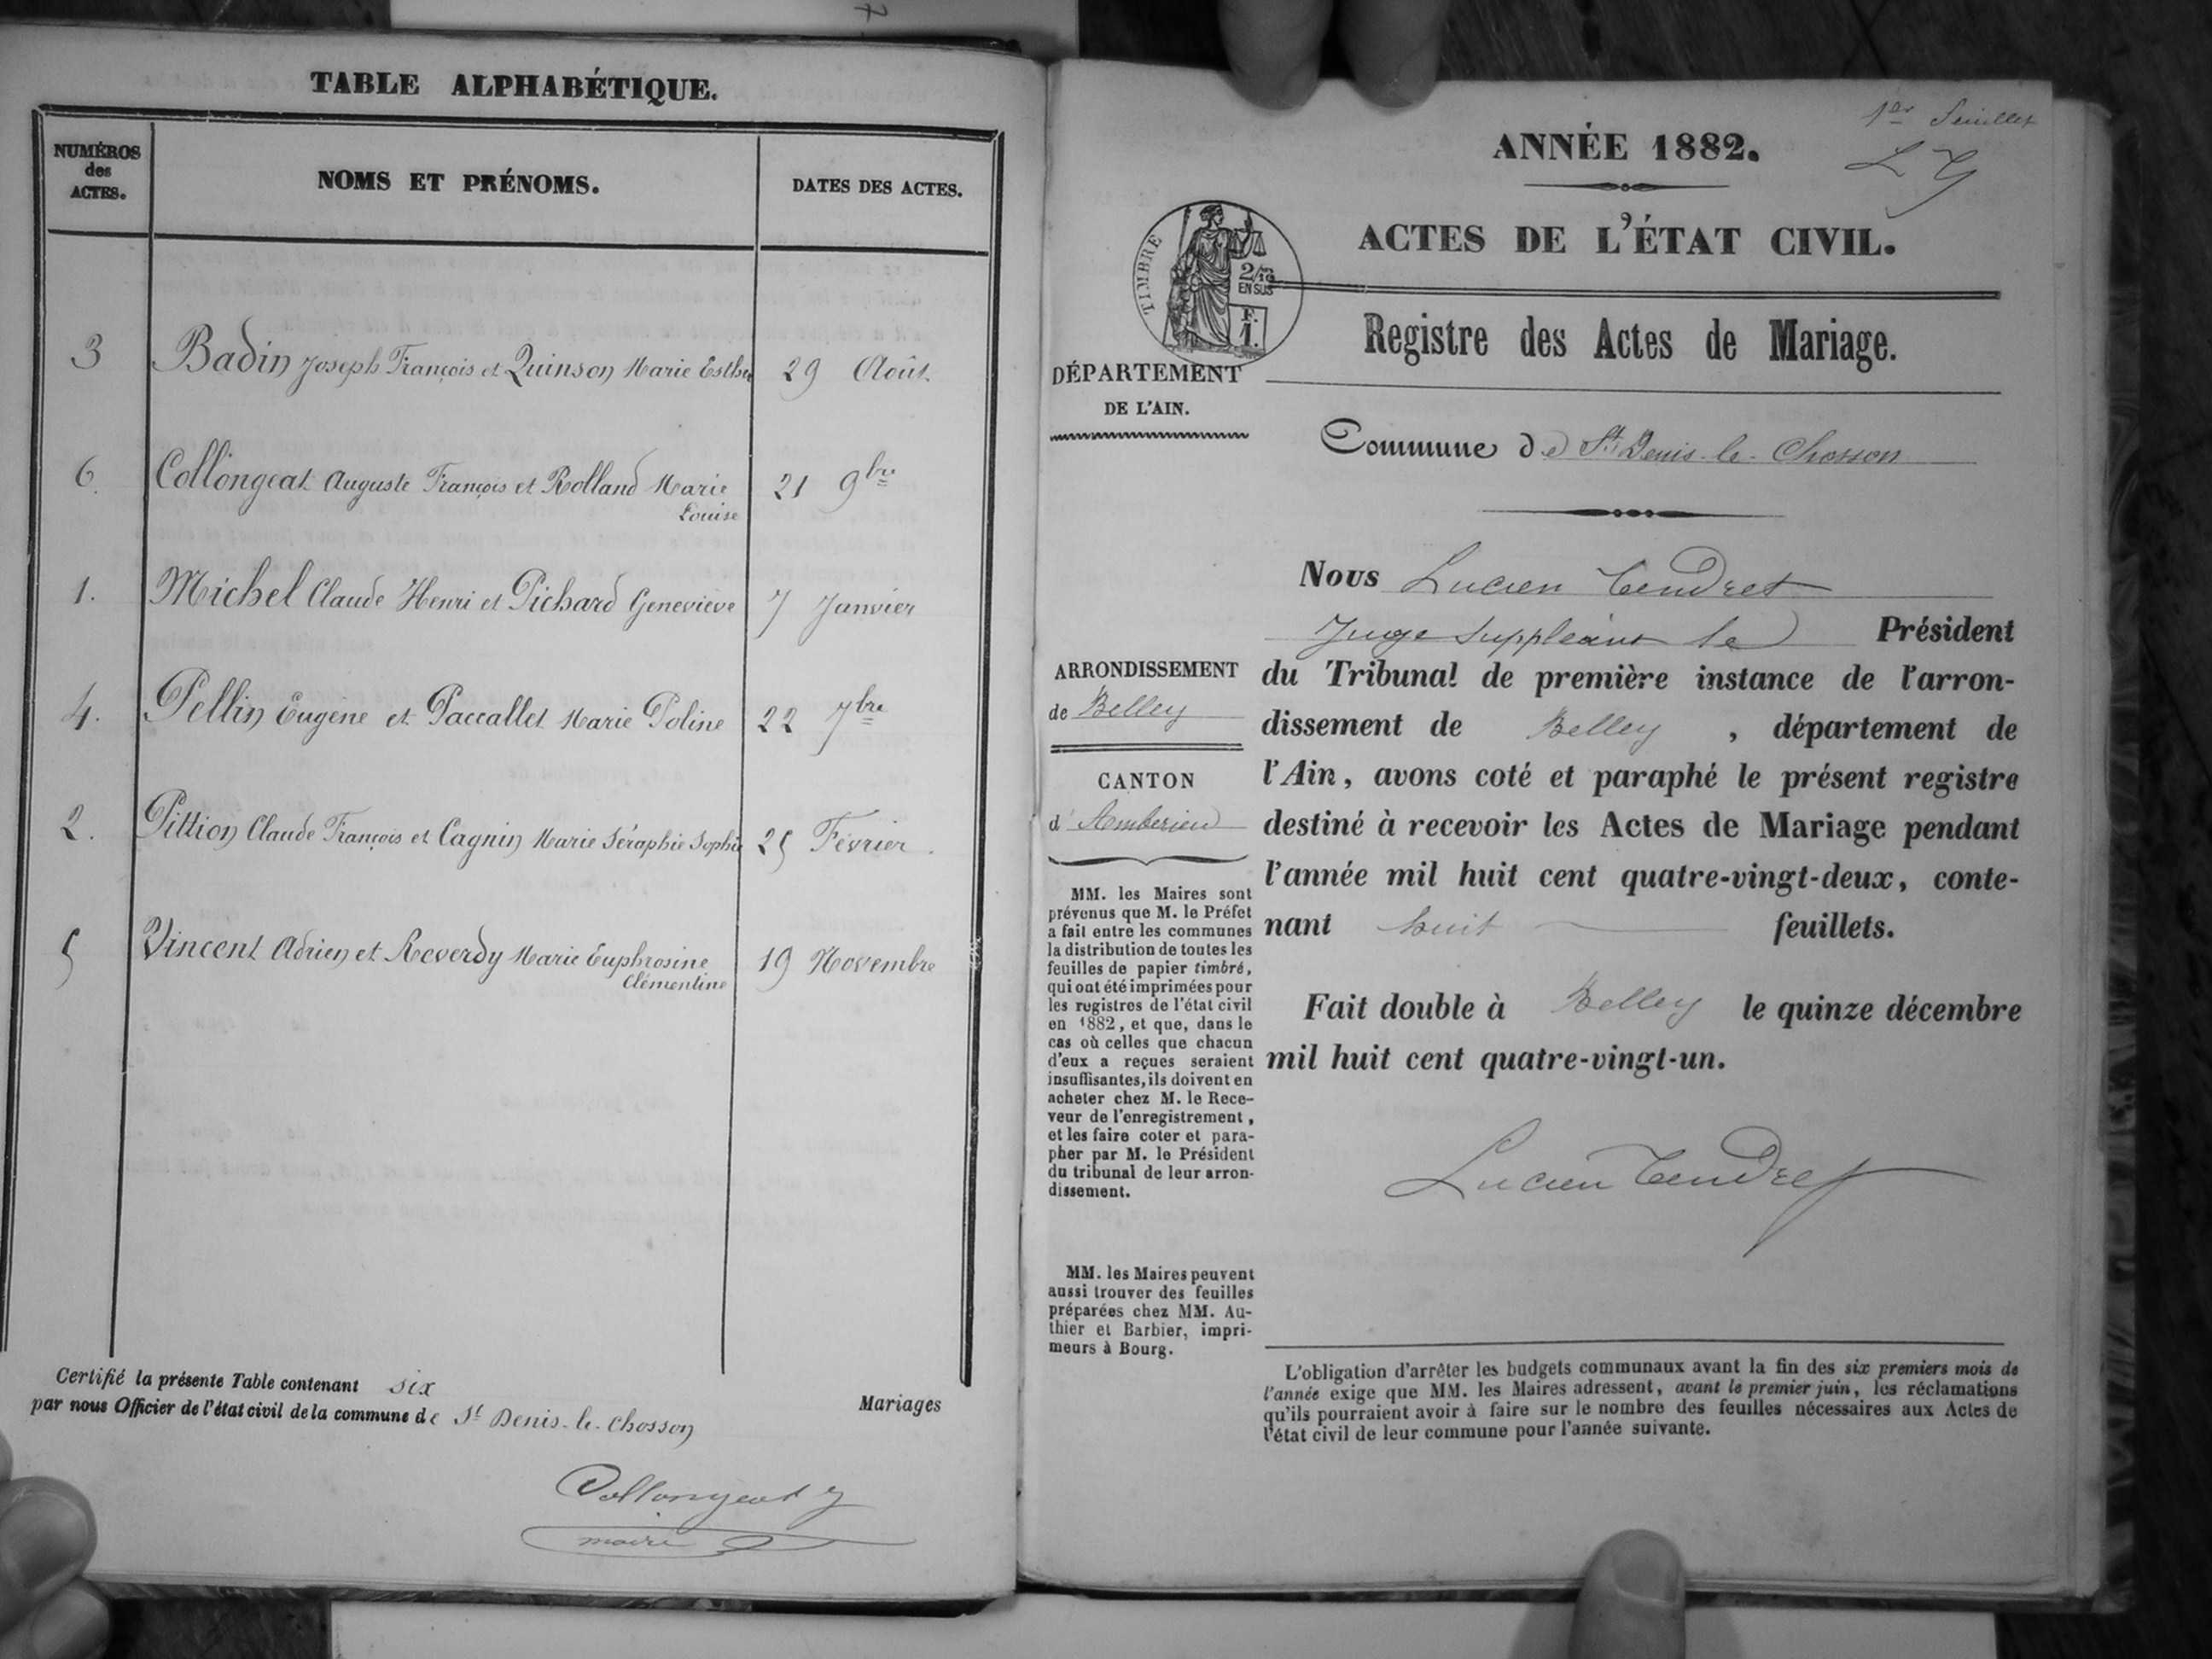 TABLE ALPHABÉTIQUE.
NUMÉROS
des
ACTES.
NOMS ET PRÉNOMS.
DATES DES ACTES.
3 Badin Joseph François et Quinson Marie Esther 29 Août
6. Collongeat Auguste François et Rolland Marie 21 9bre
Louise
1. Michel Claude Henri et Pichard Geneviève 7 Janvier
4. Pellin Eugène et Paccallet Marie Poline 22 7bre
2. Pittion Claude François et Cagnin Marie Séraphie Sophie 25 Février.
5 Vincent Adrien et Reverdy Marie Euphrosine 19 Novembre
Clémentine
Certifié la présente Table contenant six Mariages
par nous Officier de l'état civil de la commune de St Denis-le-Chosson
Collongeat
maire
1er feuillet
ANNÉE 1882.
ACTES DE L'ÉTAT CIVIL.
TIMBRE
2/10
EN SUS
F.
1.
Registre des Actes de Mariage.
DÉPARTEMENT
DE L'AIN.
Commune de St Denis-le-Chosson
Nous Lucien Tendret
Juge suppléant le Président
du Tribunal de première instance de l'arron-
dissement de Belley, département de
l'Ain, avons coté et paraphé le présent registre
destiné à recevoir les Actes de Mariage pendant
l'année mil huit cent quatre-vingt-deux, conte-
nant huit feuillets.
Fait double à Belley le quinze décembre
mil huit cent quatre-vingt-un.
Lucien Tendret
ARRONDISSEMENT
de Belley
CANTON
d'Amberieu
MM. les Maires sont
prévenus que M. le Préfet
a fait entre les communes
la distribution de toutes les
feuilles de papier timbré,
qui ont été imprimées pour
les registres de l'état civil
en 1882, et que, dans le
cas où celles que chacun
d'eux a reçues seraient
insuffisantes, ils doivent en
acheter chez M. le Rece-
veur de l'enregistrement,
et les faire coter et para-
pher par M. le Président
du tribunal de leur arron-
dissement.
MM. les Maires peuvent
aussi trouver des feuilles
préparées chez MM. Au-
thier et Barbier, impri-
meurs à Bourg.
L'obligation d'arrêter les budgets communaux avant la fin des six premiers mois de
l'année exige que MM. les Maires adressent, avant le premier juin, les réclamations
qu'ils pourraient avoir à faire sur le nombre des feuilles nécessaires aux Actes de
l'état civil de leur commune pour l'année suivante.